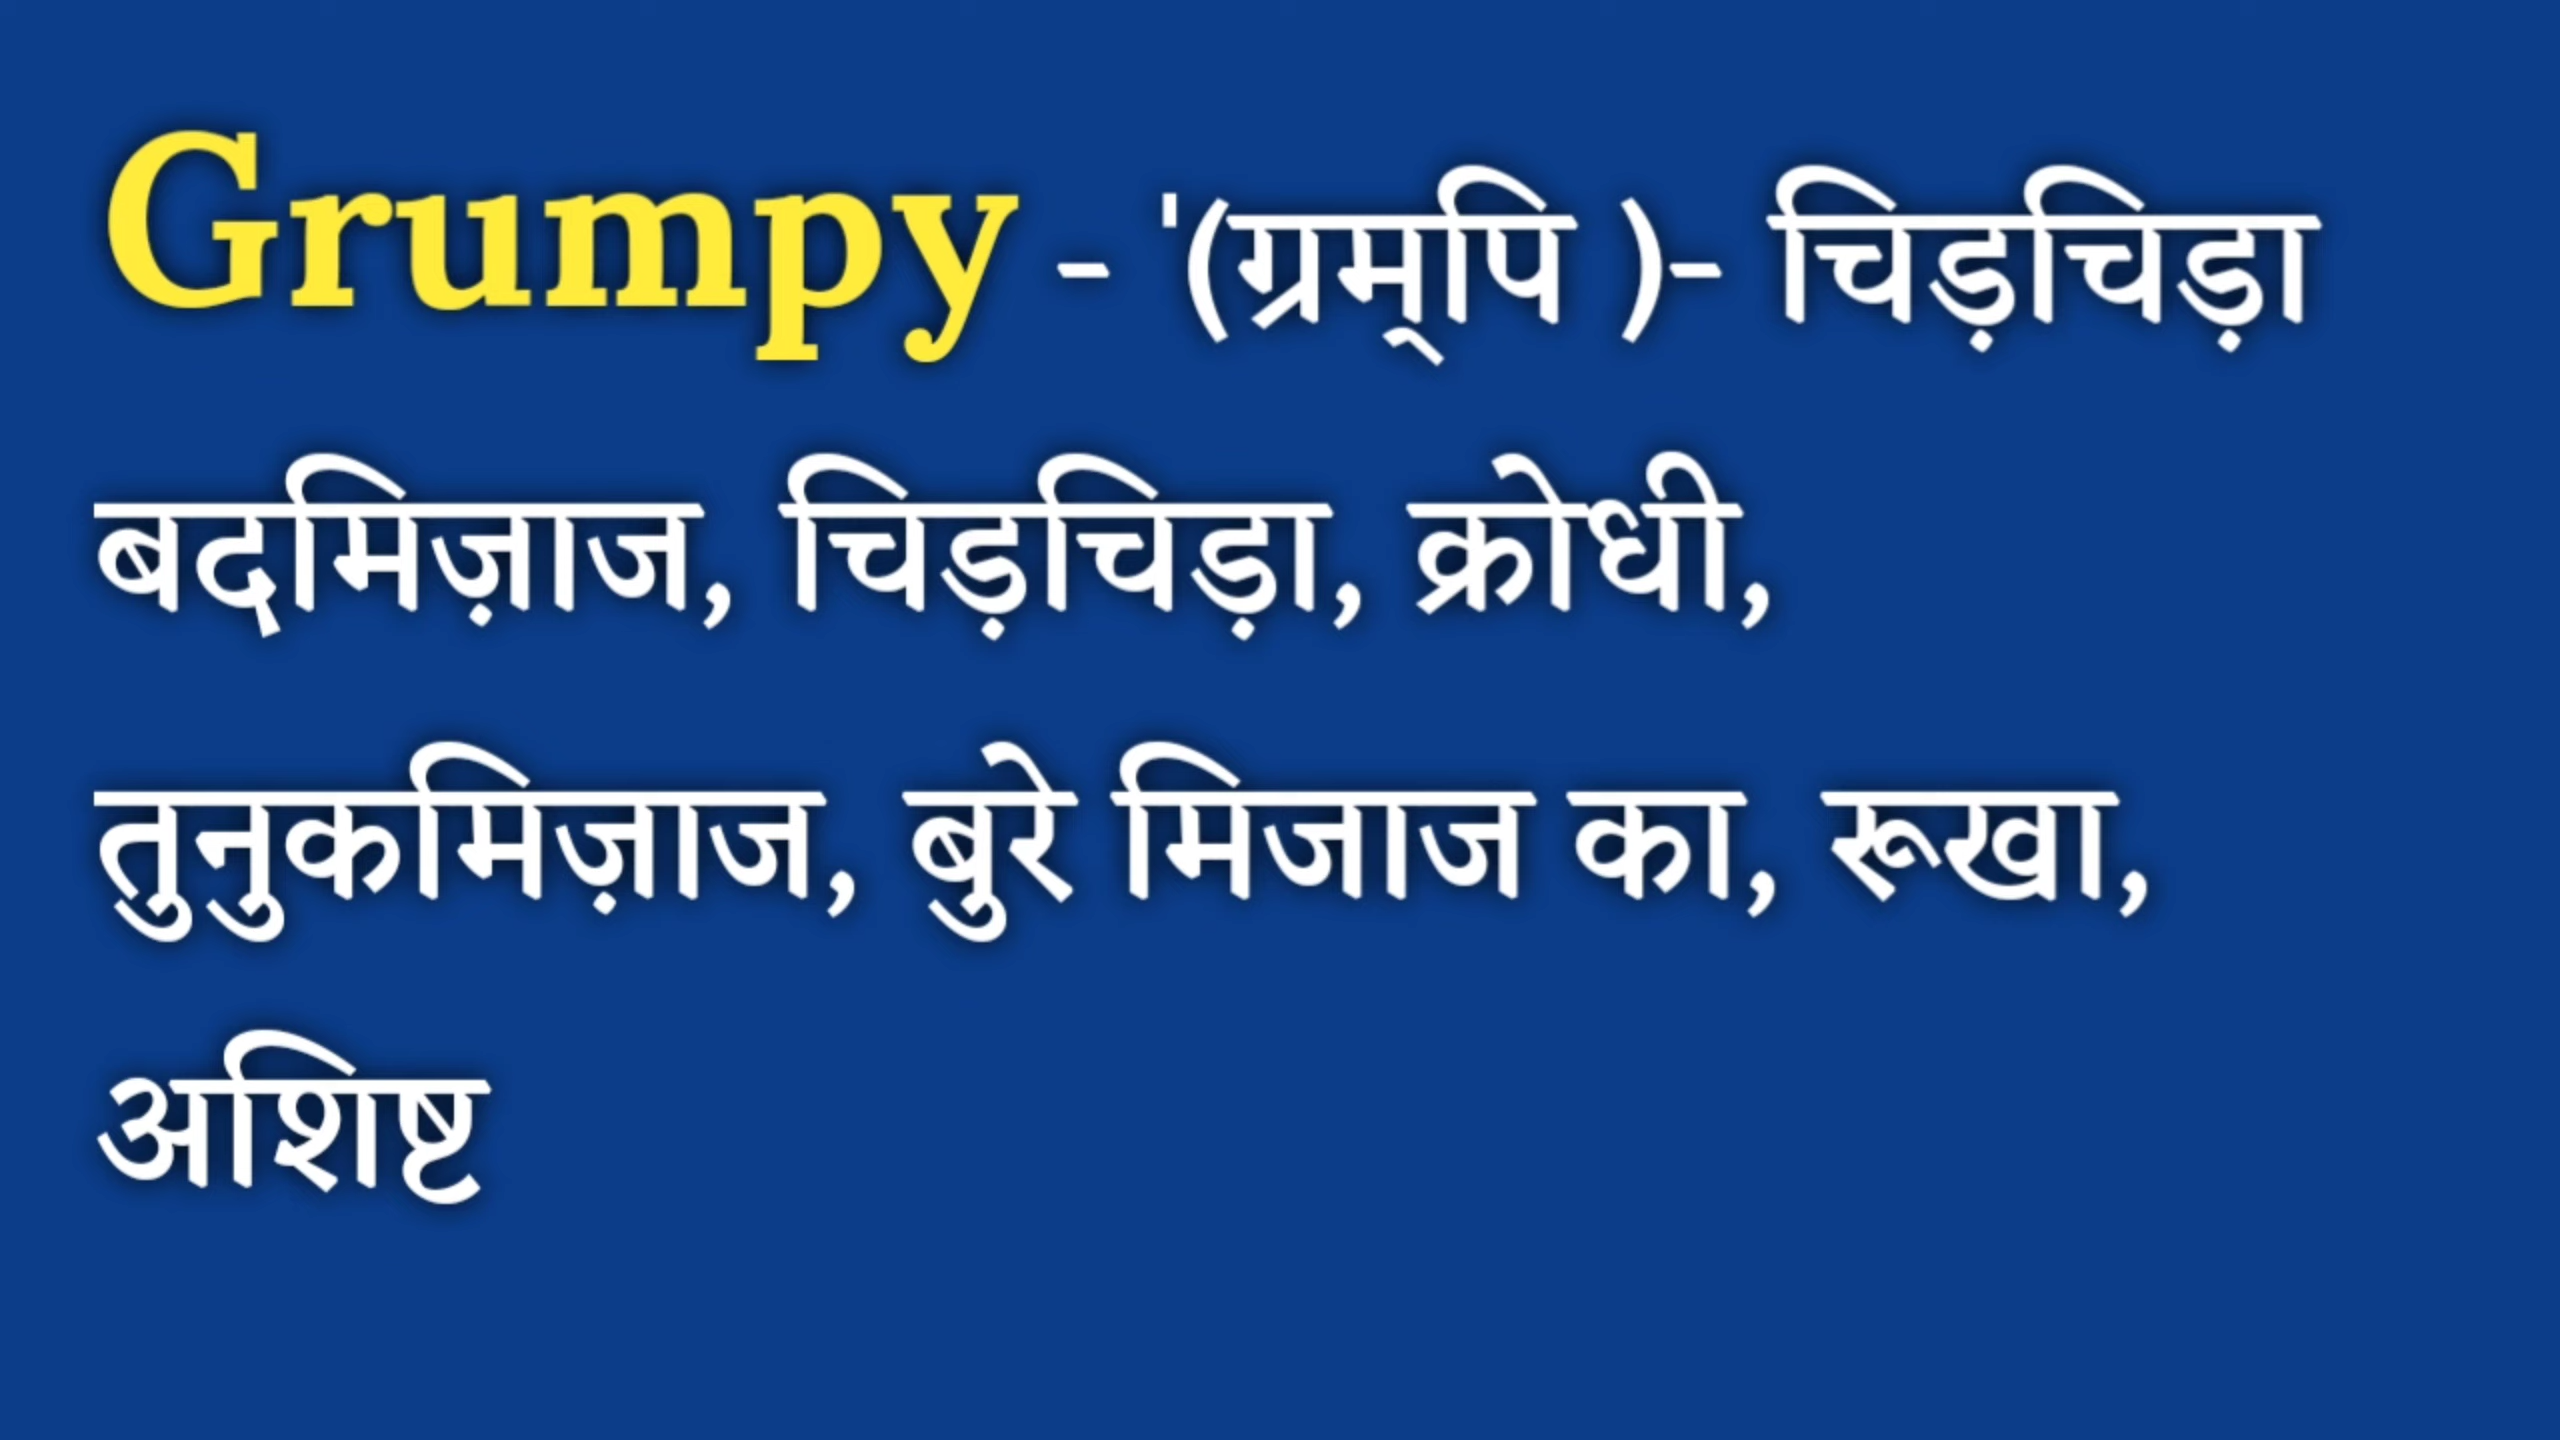 Grumpy - '(ग्रम्‌पि )- चिड़चिड़ा
बदमिज़ाज, चिड़चिड़ा, क्रोधी,
तुनुकमिज़ाज, बुरे मिजाज का, रूखा,
अशिष्ट